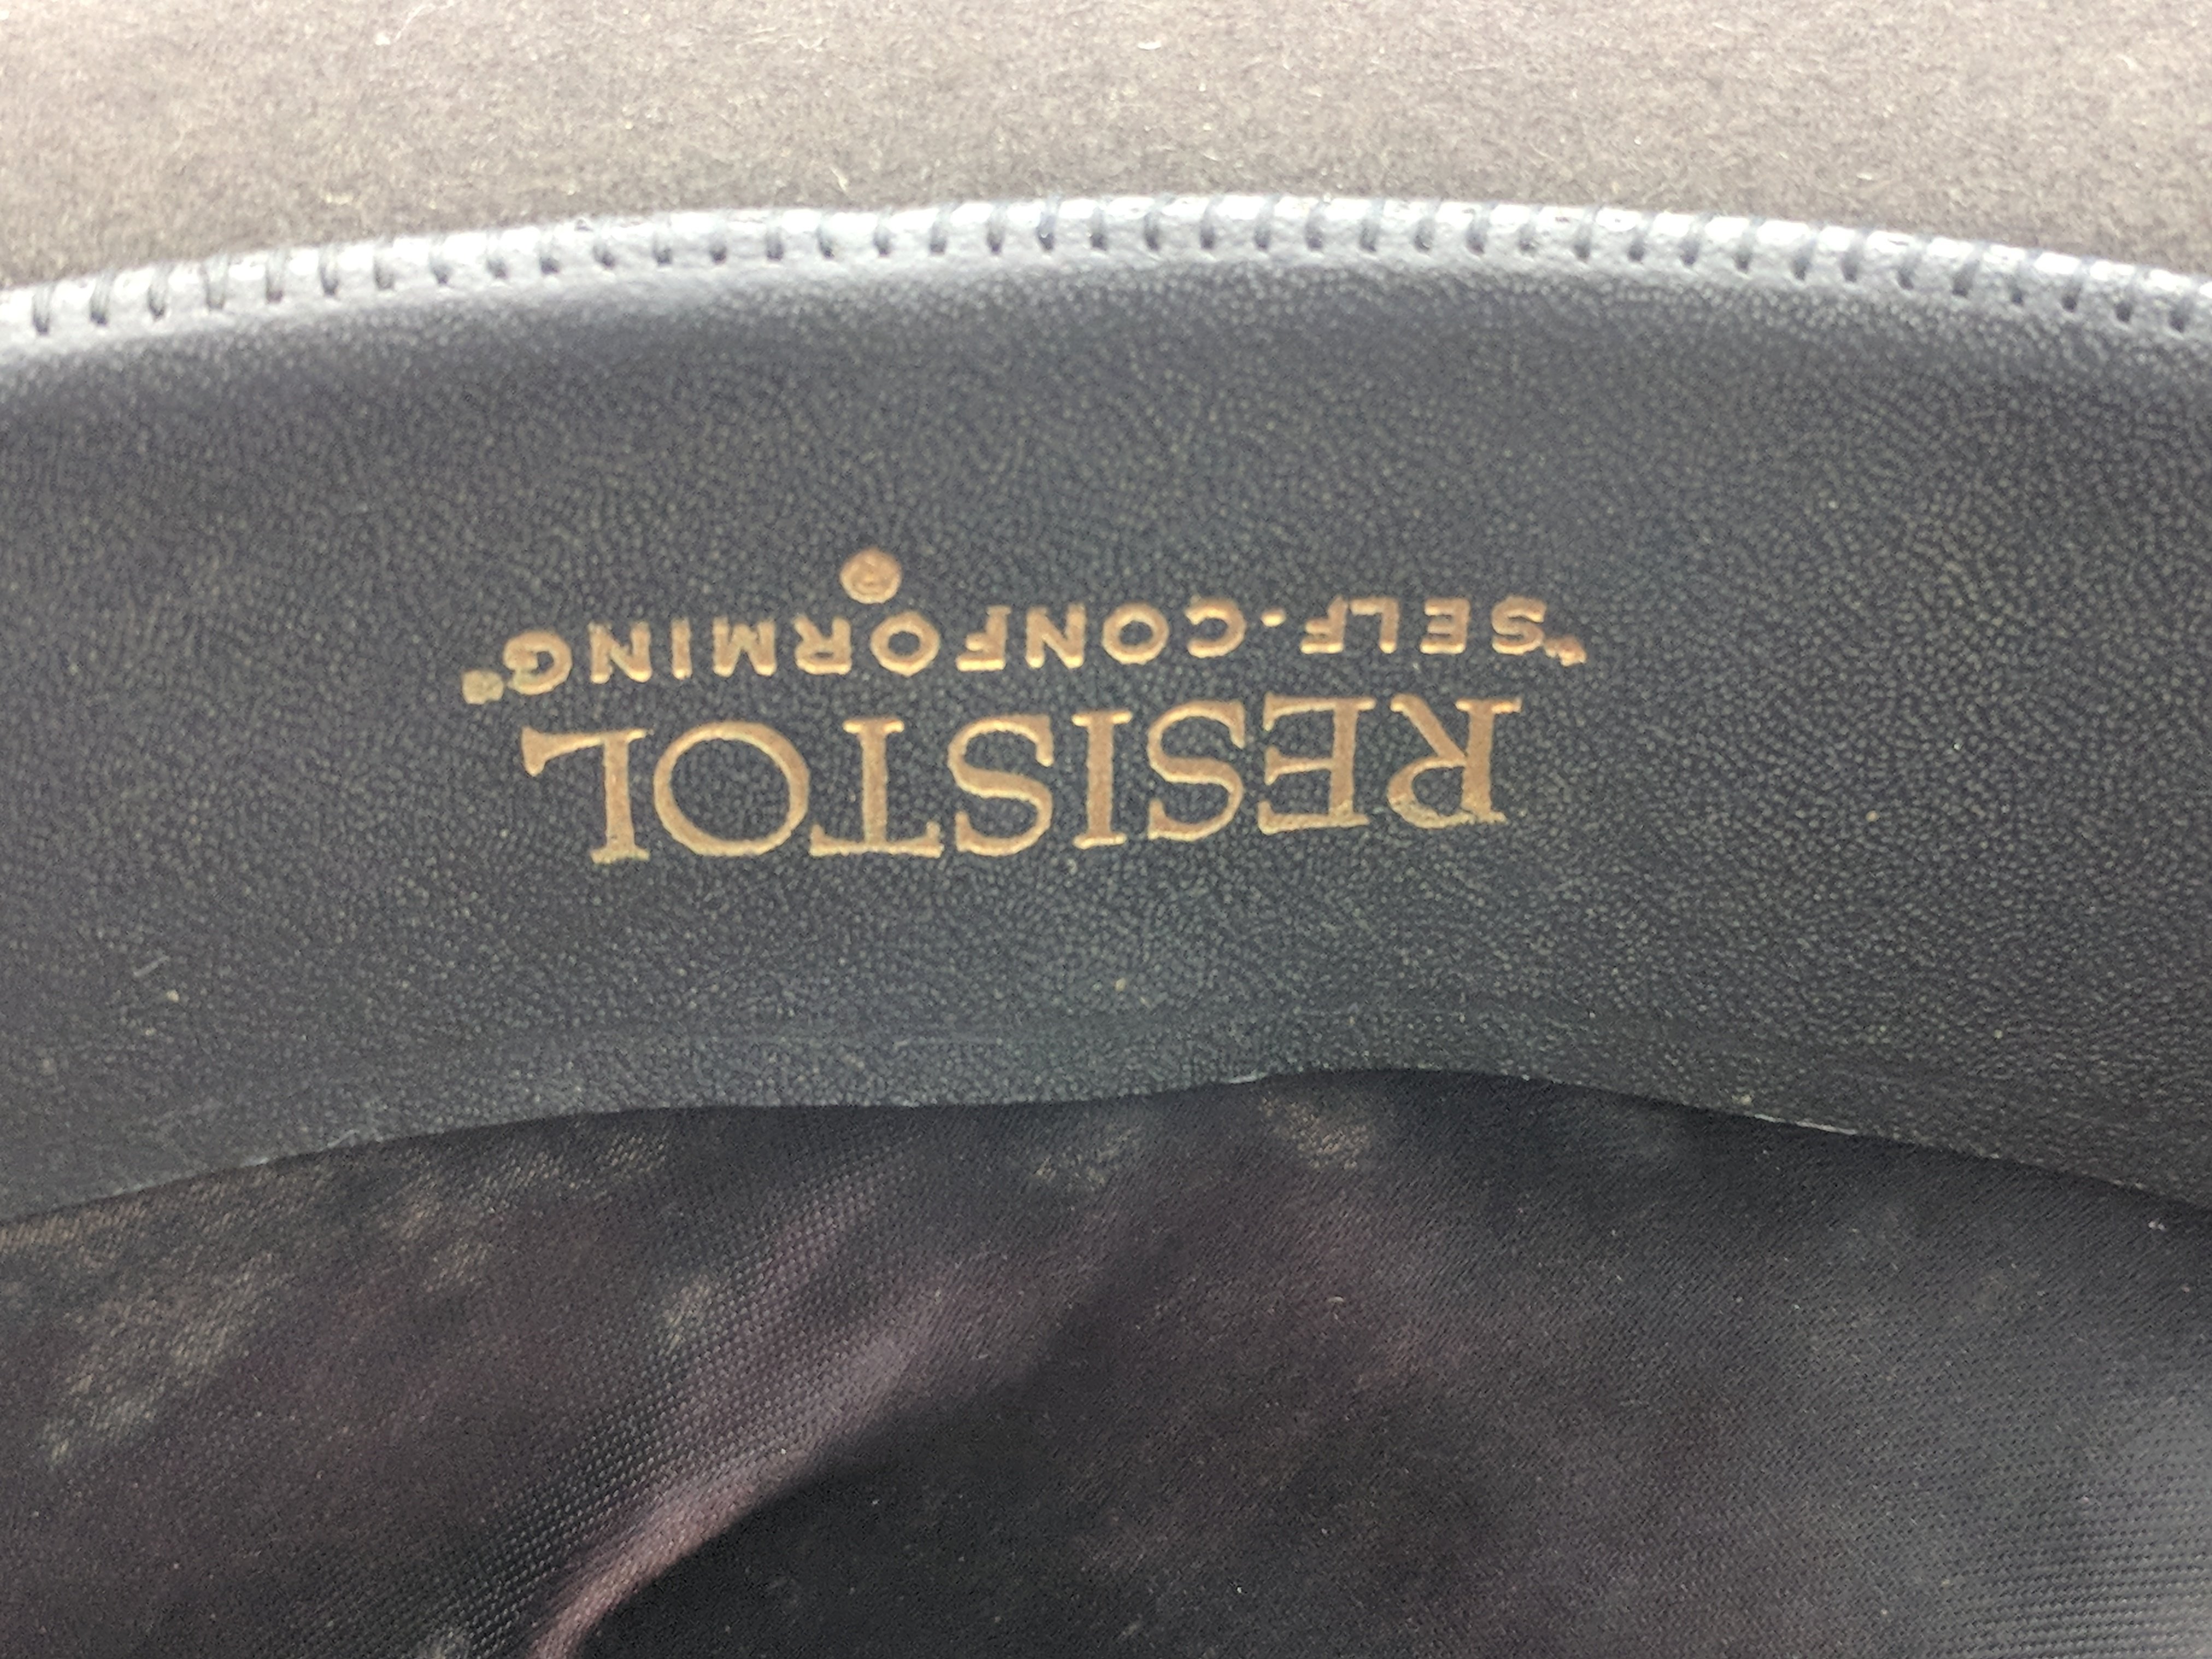 RESISTOL
"SELF-CONFORMING"
®